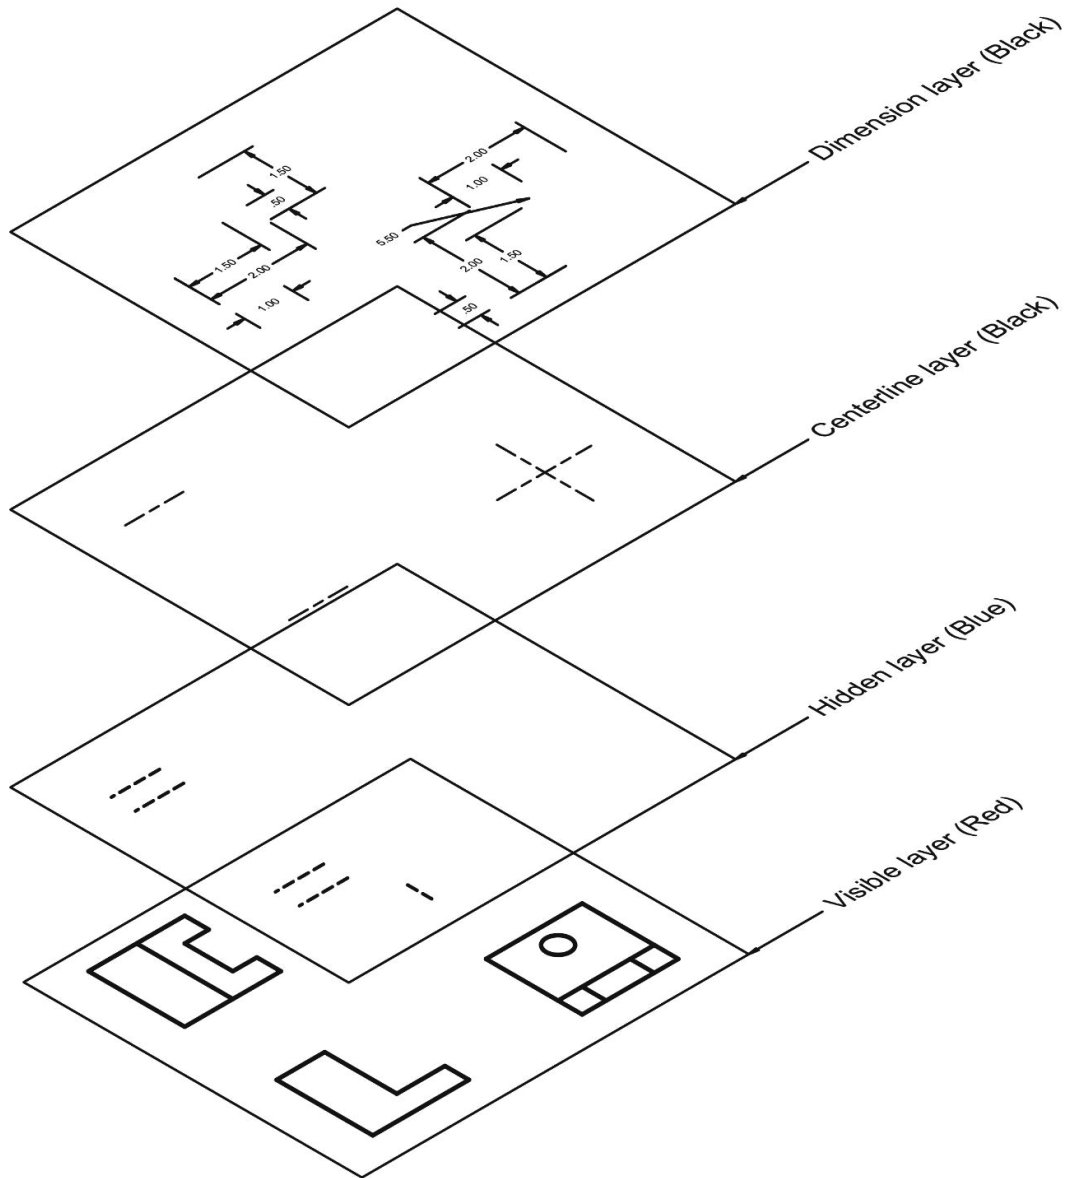 Dimension layer (Black)
2.00
1.50
1.00
.50
5.50
1.50
1.50
2.00
2.00
1.00
.50
Centerline layer (Black)
Hidden layer (Blue)
Visible layer (Red)